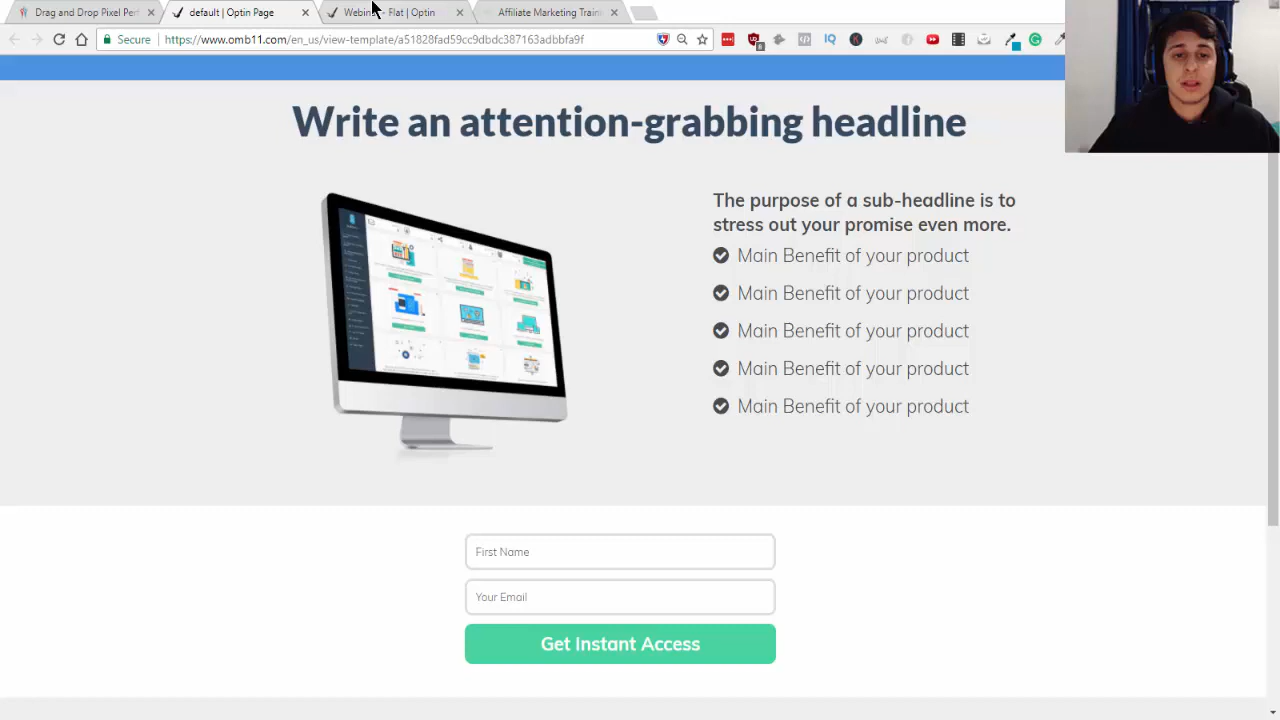 Drag and Drop Pixel Per
default | Optin Page
Webin
Flat | Optin
Affiliate Marketing Traini
Secure
https://www.omb11.com/en_us/view-template/a51828fad59cc9dbdc387163adbba9f
Write an attention-grabbing headline
The purpose of a sub-headline is to
stress out your promise even more.
Main Benefit of your product
Main Benefit of your product
Main Benefit of your product
Main Benefit of your product
Main Benefit of your product
First Name
Your Email
Get Instant Access